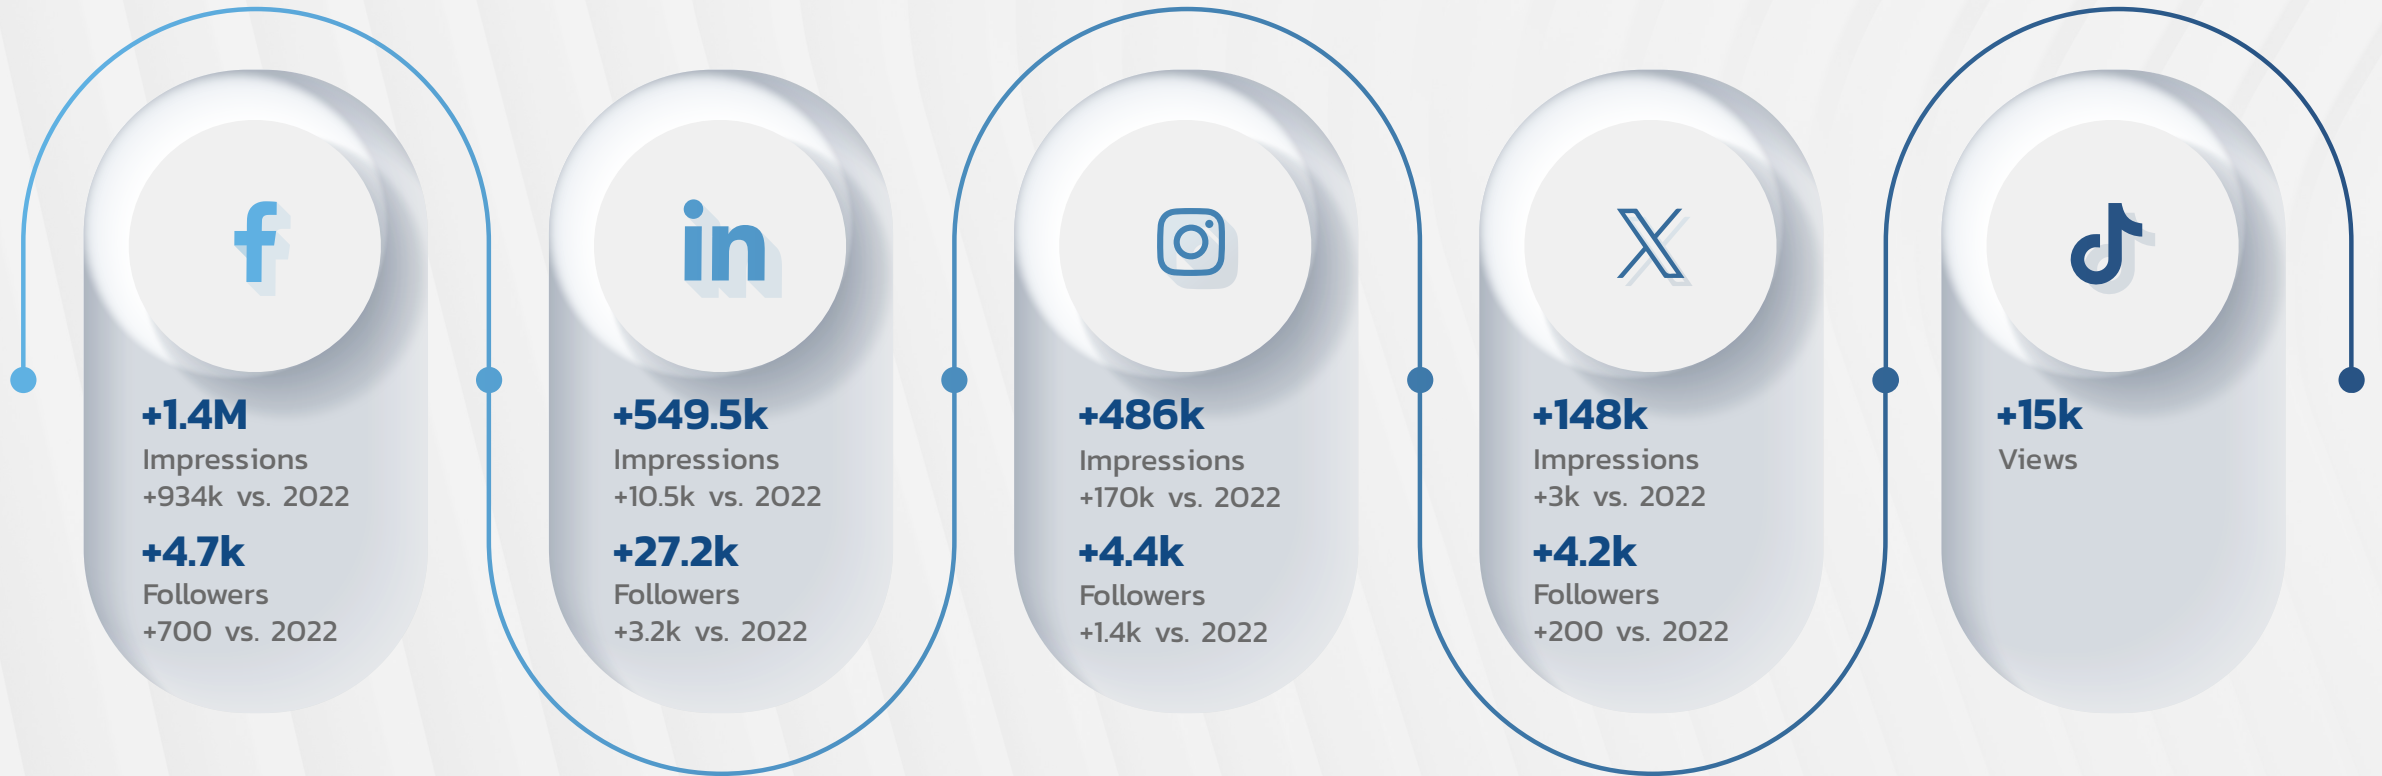 +1.4M
Impressions
+934k vs. 2022
+4.7k
Followers
+700 vs. 2022
+549.5k
Impressions
+10.5k vs. 2022
+27.2k
Followers
+3.2k vs. 2022
+486k
Impressions
+170k vs. 2022
+4.4k
Followers
+1.4k vs. 2022
+148k
Impressions
+3k vs. 2022
+4.2k
Followers
+200 vs. 2022
+15k
Views